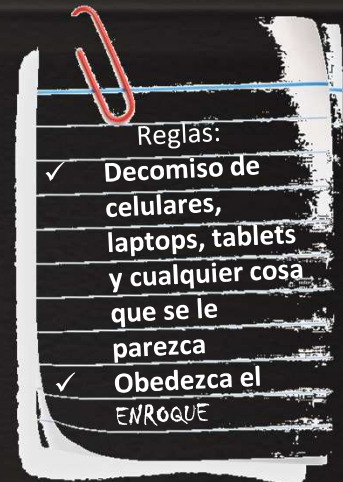 Reglas:
✓ Decomiso de
celulares,
laptops, tablets
y cualquier cosa
que se le
parezca
✓ Obedezca el
ENROQUE